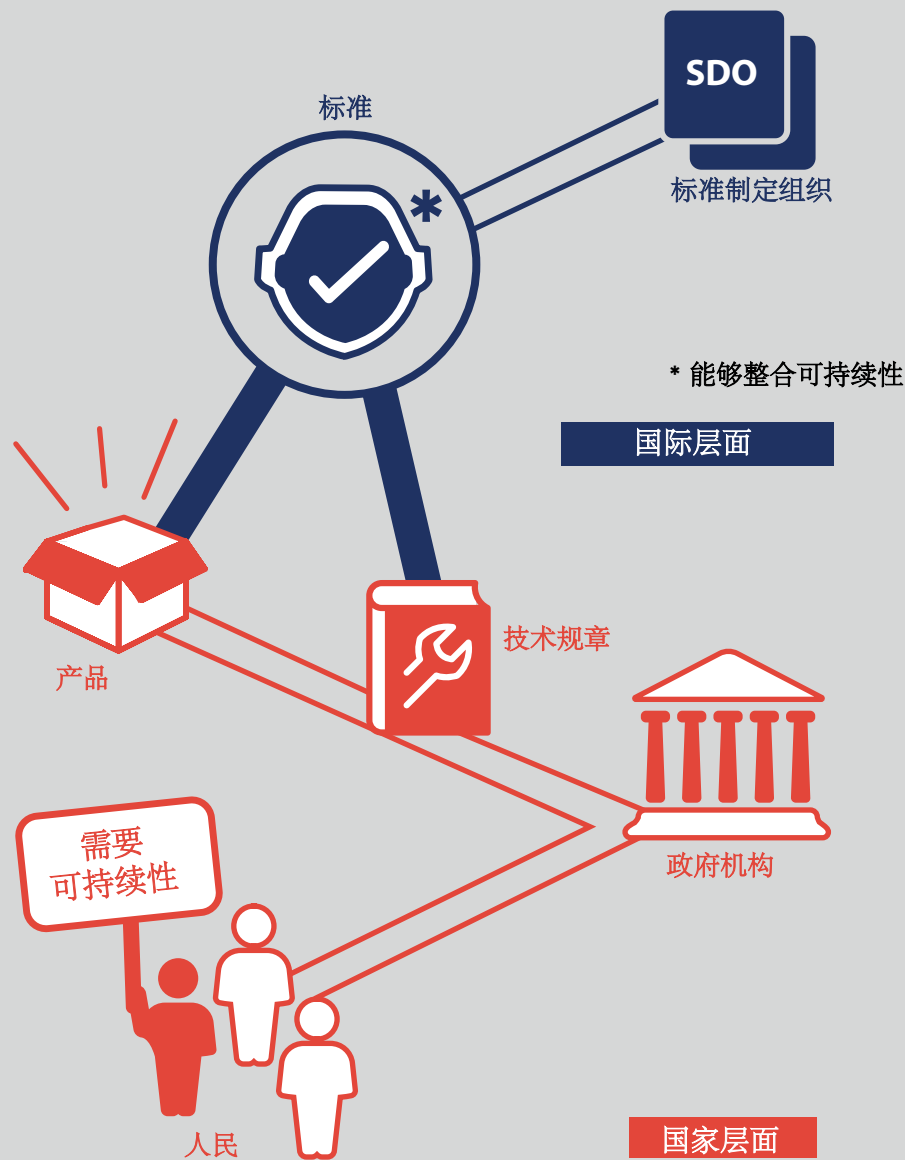 SDO
标准
标准制定组织
* 能够整合可持续性
国际层面
技术规章
产品
需要
可持续性
政府机构
人民
国家层面